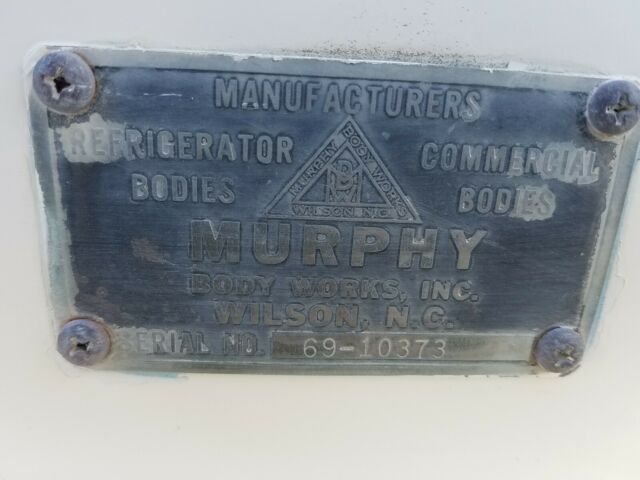 MANUFACTURERS
REFRIGERATOR
BODIES
COMMERCIAL
BODIES
MURPHY BODY WORKS
MBW
WILSON, N.C.
MURPHY
BODY WORKS, INC.
WILSON, N.C.
SERIAL NO. 69-10373